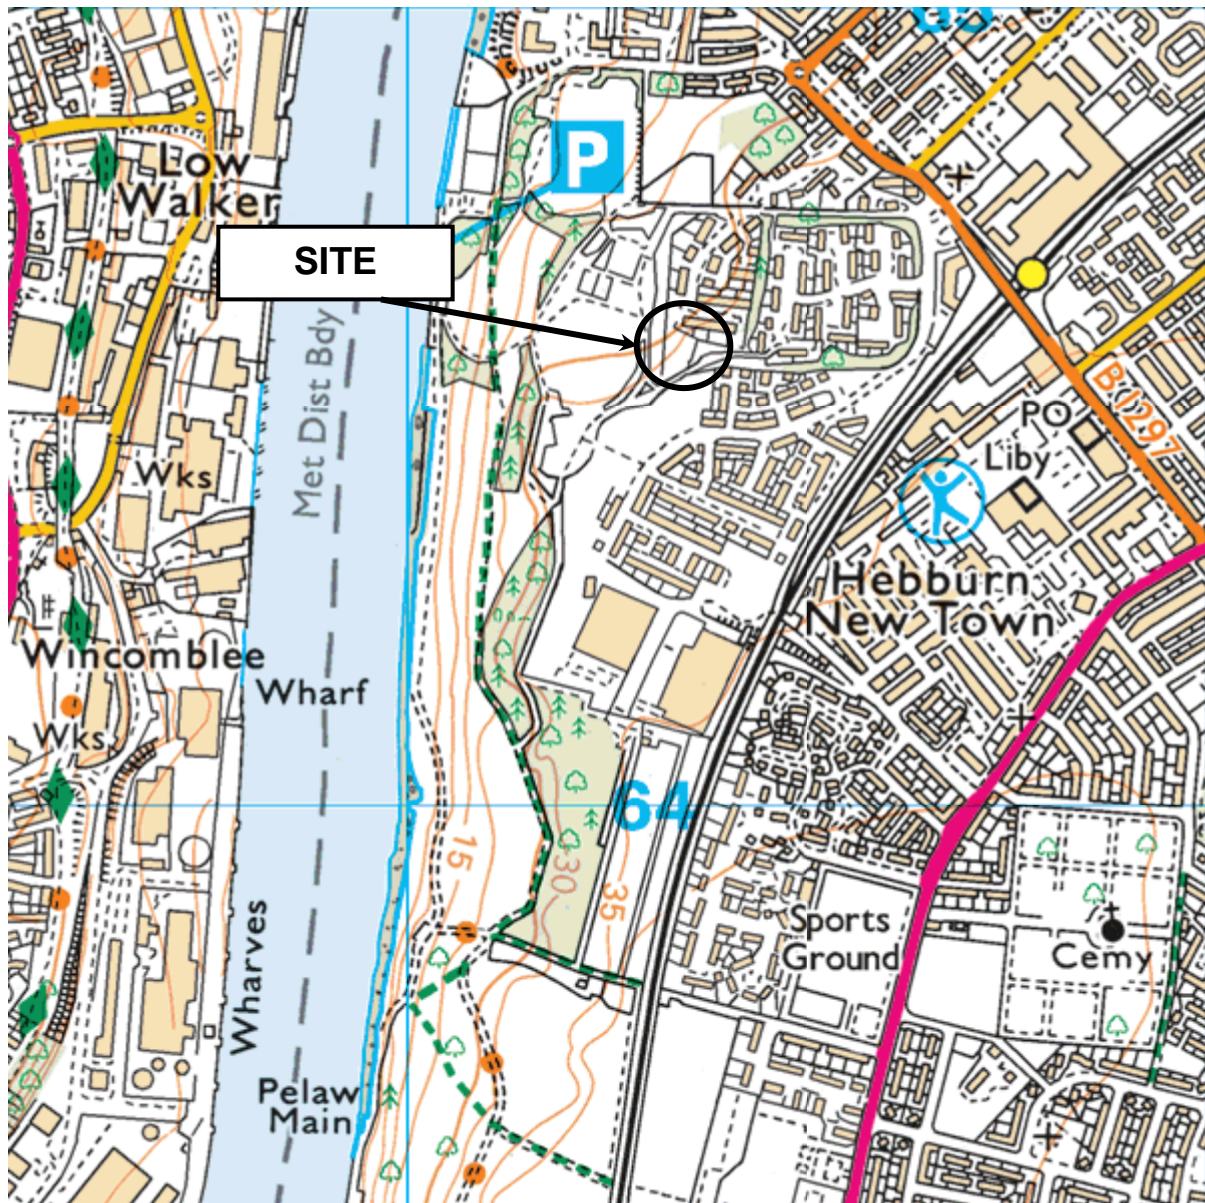 Low
Walker
P
SITE
Met Dist Bdy
B1297
PO
Liby
Wks
Hebburn
New Town
Wincomblee
Wharf
Wks
64
15
30
35
Sports
Ground
Cemy
Wharves
Pelaw
Main